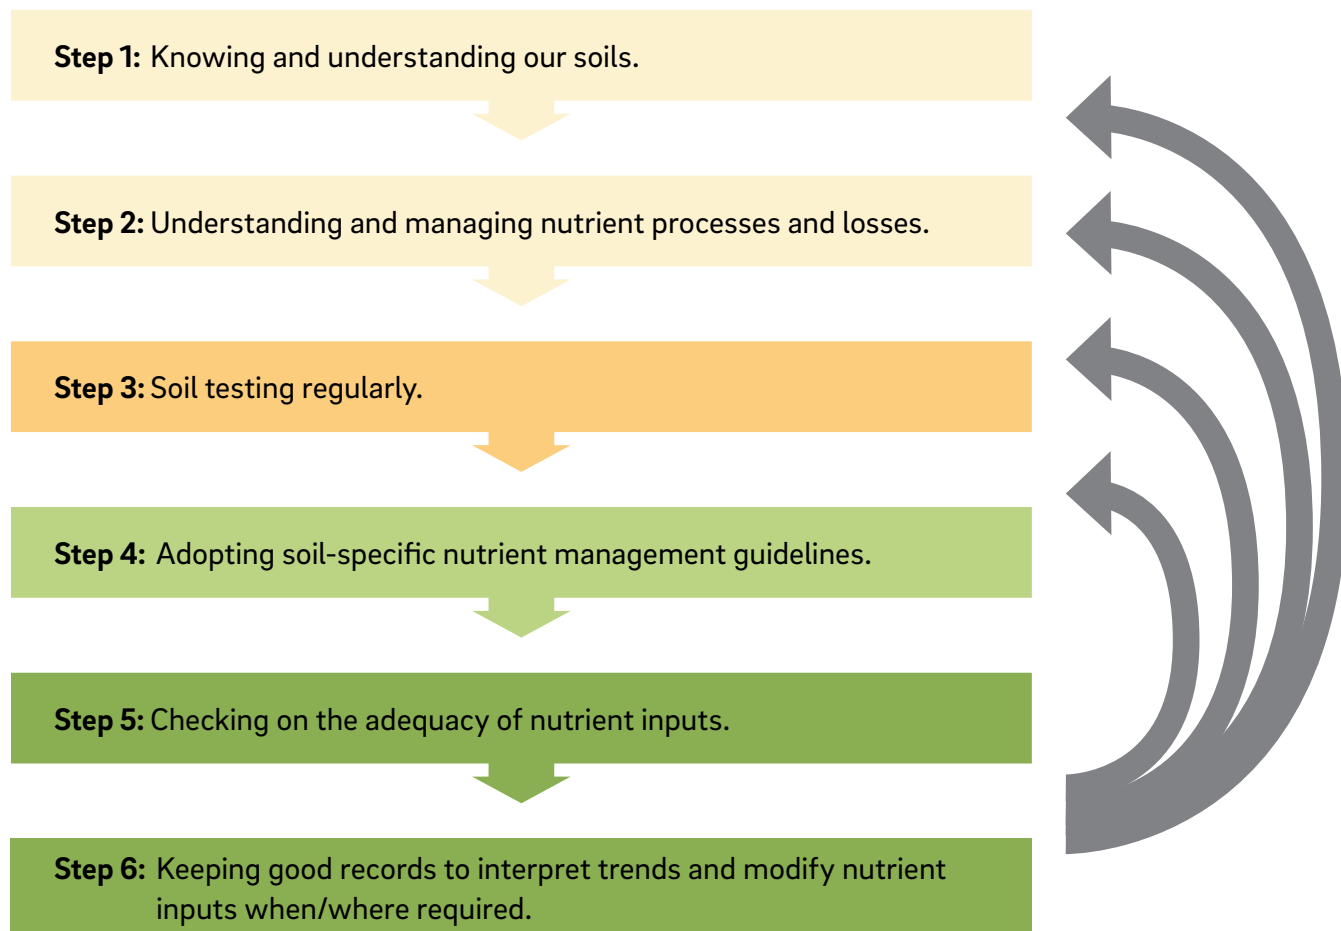 Step 1: Knowing and understanding our soils.
Step 2: Understanding and managing nutrient processes and losses.
Step 3: Soil testing regularly.
Step 4: Adopting soil-specific nutrient management guidelines.
Step 5: Checking on the adequacy of nutrient inputs.
Step 6: Keeping good records to interpret trends and modify nutrient
inputs when/where required.